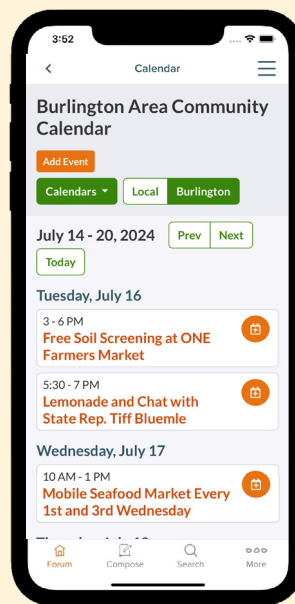 3:52
Calendar
Burlington Area Community
Calendar
Add Event
Calendars Local Burlington
July 14 - 20, 2024 Prev Next
Today
Tuesday, July 16
3 - 6 PM
Free Soil Screening at ONE
Farmers Market
5:30 - 7 PM
Lemonade and Chat with
State Rep. Tiff Bluemle
Wednesday, July 17
10 AM - 1 PM
Mobile Seafood Market Every
1st and 3rd Wednesday
Forum Compose Search More